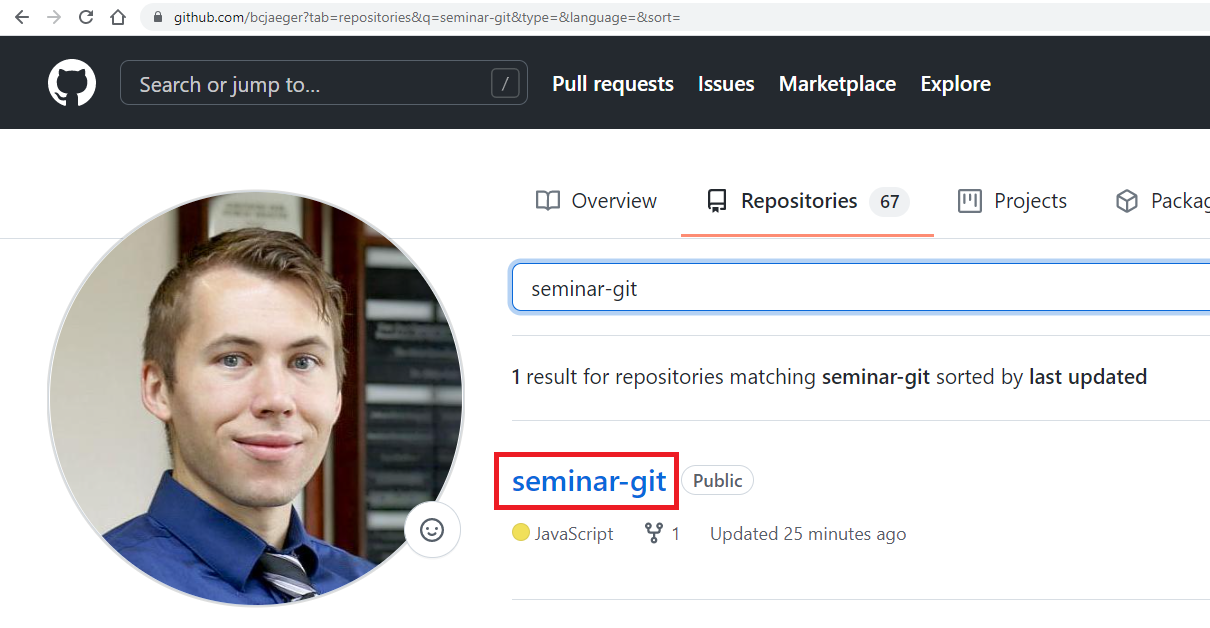 github.com/bcjaeger?tab=repositories&q=seminar-git&type=&language=&sort=
Search or jump to... / Pull requests Issues Marketplace Explore
Overview Repositories 67 Projects Packag
seminar-git
1 result for repositories matching seminar-git sorted by last updated
seminar-git Public
JavaScript 1 Updated 25 minutes ago